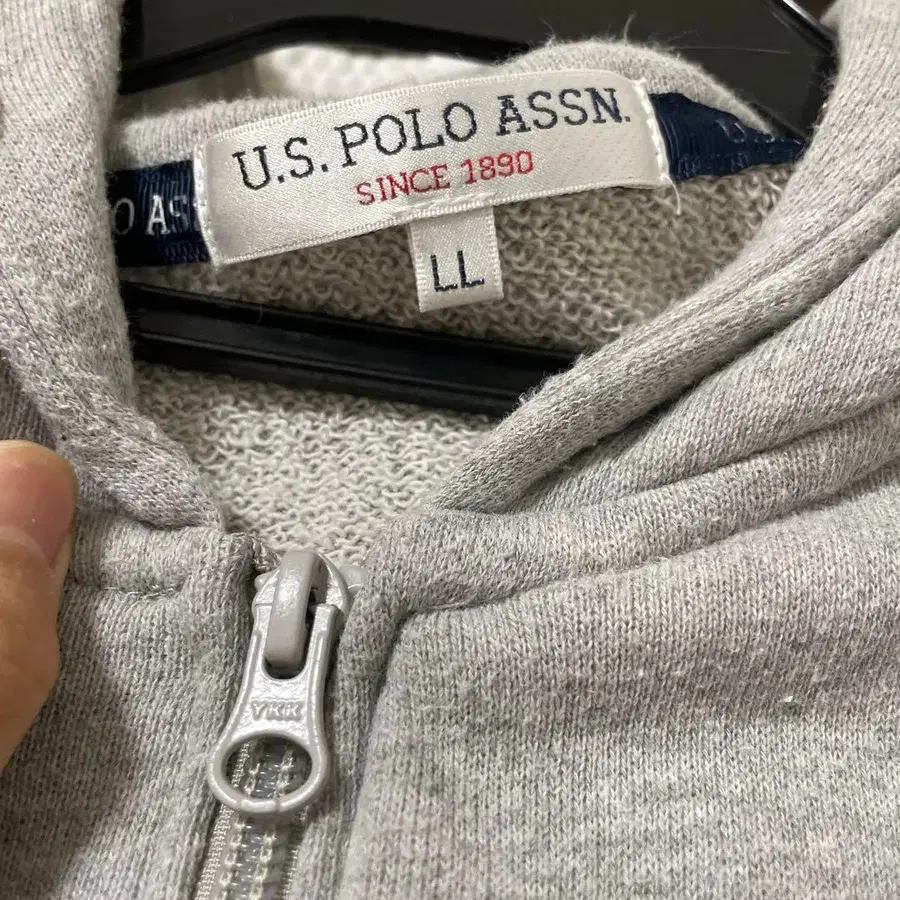 U.S. POLO ASSN.
SINCE 1890
LL
O ASS
U.S
YKK